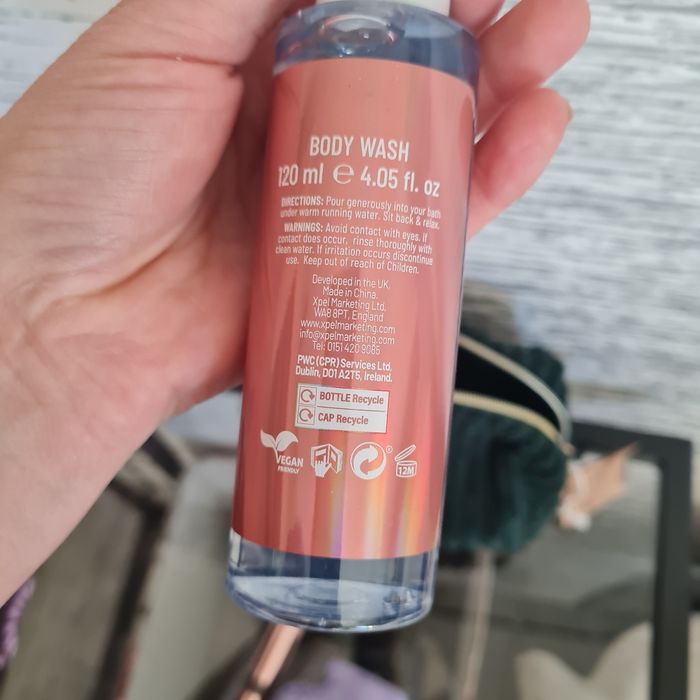 BODY WASH
120 ml ℮ 4.05 fl. oz
DIRECTIONS: Pour generously into your bath
under warm running water. Sit back & relax.
WARNINGS: Avoid contact with eyes. If
contact does occur, rinse thoroughly with
clean water. If irritation occurs discontinue
use. Keep out of reach of Children.
Developed in the UK.
Made in China.
Xpel Marketing Ltd.
WA8 8PT, England
www.xpelmarketing.com
info@xpelmarketing.com
Tel: 0151 420 9085
PWC (CPR) Services Ltd,
Dublin, D01 A2T5, Ireland.
BOTTLE Recycle
CAP Recycle
VEGAN
FRIENDLY
12M